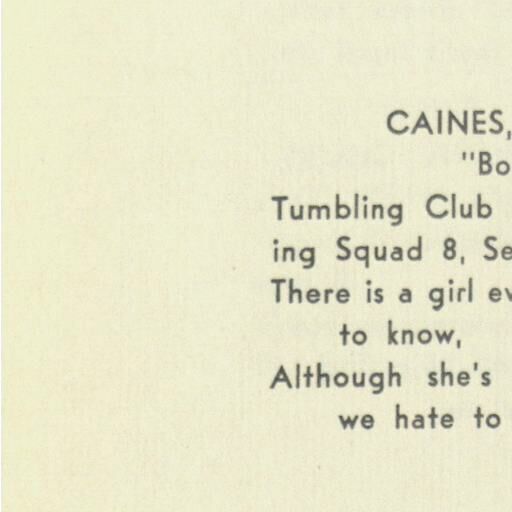 CAINES,
"Bo
Tumbling Club
ing Squad 8, Se
There is a girl ev
to know,
Although she's
we hate to